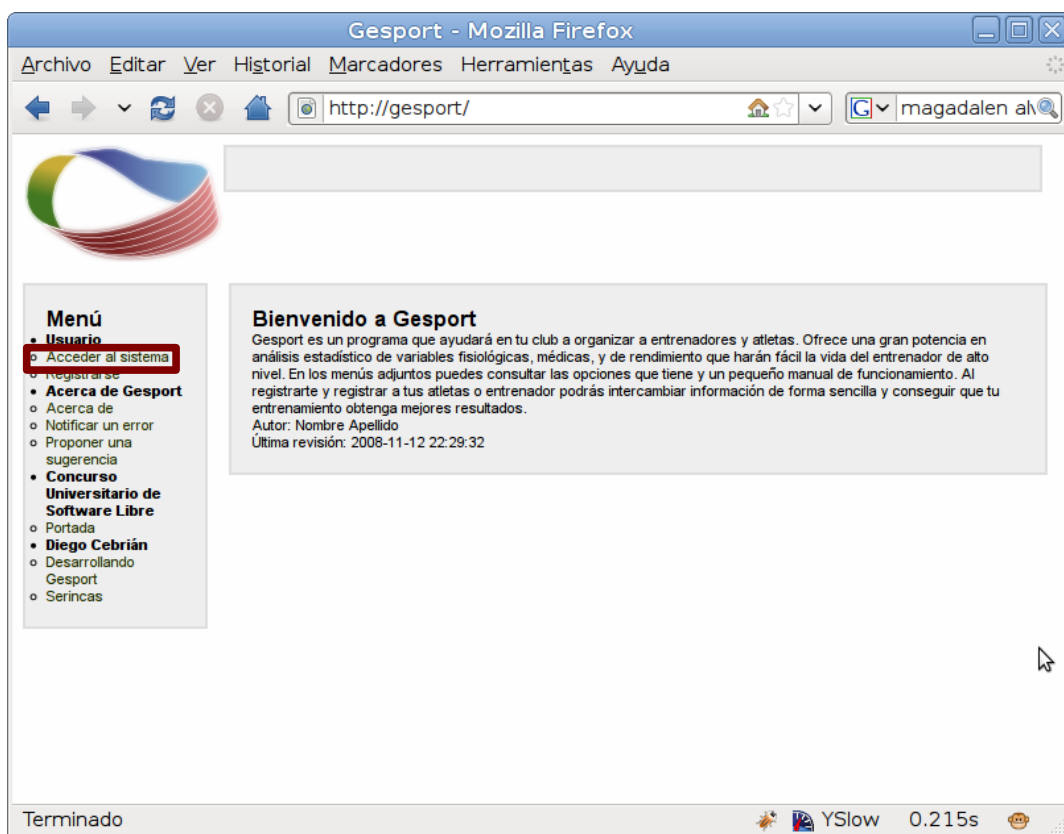 Gesport - Mozilla Firefox
Archivo Editar Ver Historial Marcadores Herramientas Ayuda
http://gesport/
G
magadalen al
Menú
Usuario
Acceder al sistema
Registrarse
Acerca de Gesport
Acerca de
Notificar un error
Proponer una
sugerencia
Concurso
Universitario de
Software Libre
Portada
Diego Cebrián
Desarrollando
Gesport
Serincas
Bienvenido a Gesport
Gesport es un programa que ayudará en tu club a organizar a entrenadores y atletas. Ofrece una gran potencia en
análisis estadístico de variables fisiológicas, médicas, y de rendimiento que harán fácil la vida del entrenador de alto
nivel. En los menús adjuntos puedes consultar las opciones que tiene y un pequeño manual de funcionamiento. Al
registrarte y registrar a tus atletas o entrenador podrás intercambiar información de forma sencilla y conseguir que tu
entrenamiento obtenga mejores resultados.
Autor: Nombre Apellido
Última revisión: 2008-11-12 22:29:32
Terminado
YSlow 0.215s